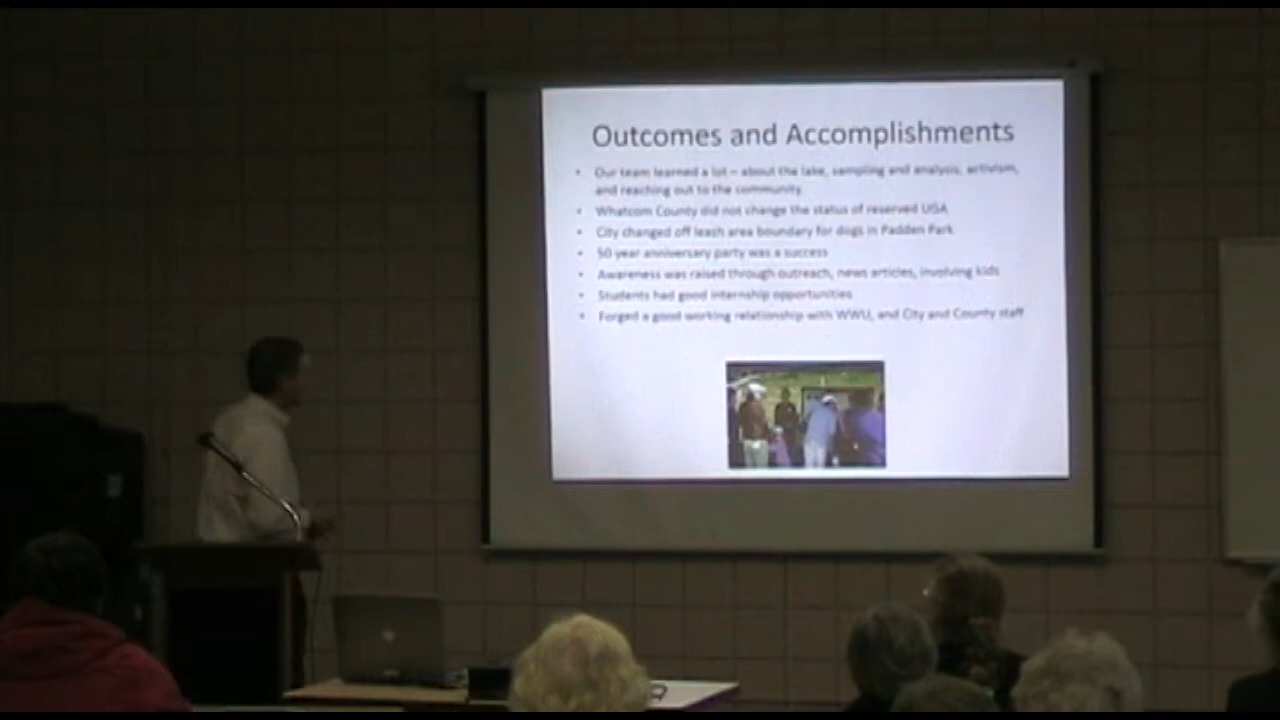 Outcomes and Accomplishments
• Our team learned a lot – about the lake, sampling and analysis, activism,
and reaching out to the community.
• Whatcom County did not change the status of reserved UGA
• City changed off leash area boundary for dogs in Padden Park
• 50 year anniversary party was a success
• Awareness was raised through outreach, news articles, involving kids
• Students had good internship opportunities
• Forged a good working relationship with WWU, and City and County staff